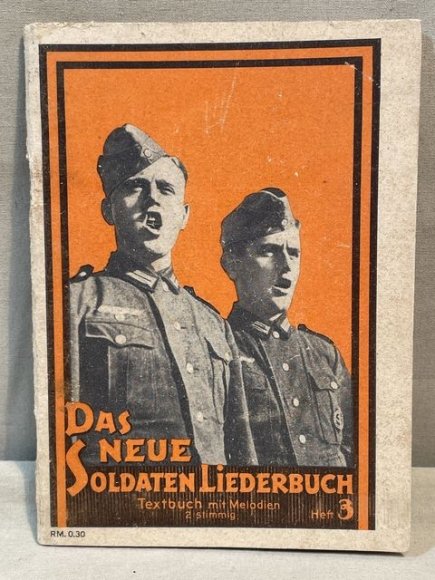 DAS
NEUE
SOLDATEN LIEDERBUCH
Textbuch mit Melodien
2 stimmig.
Heft 3
RM. 0.30